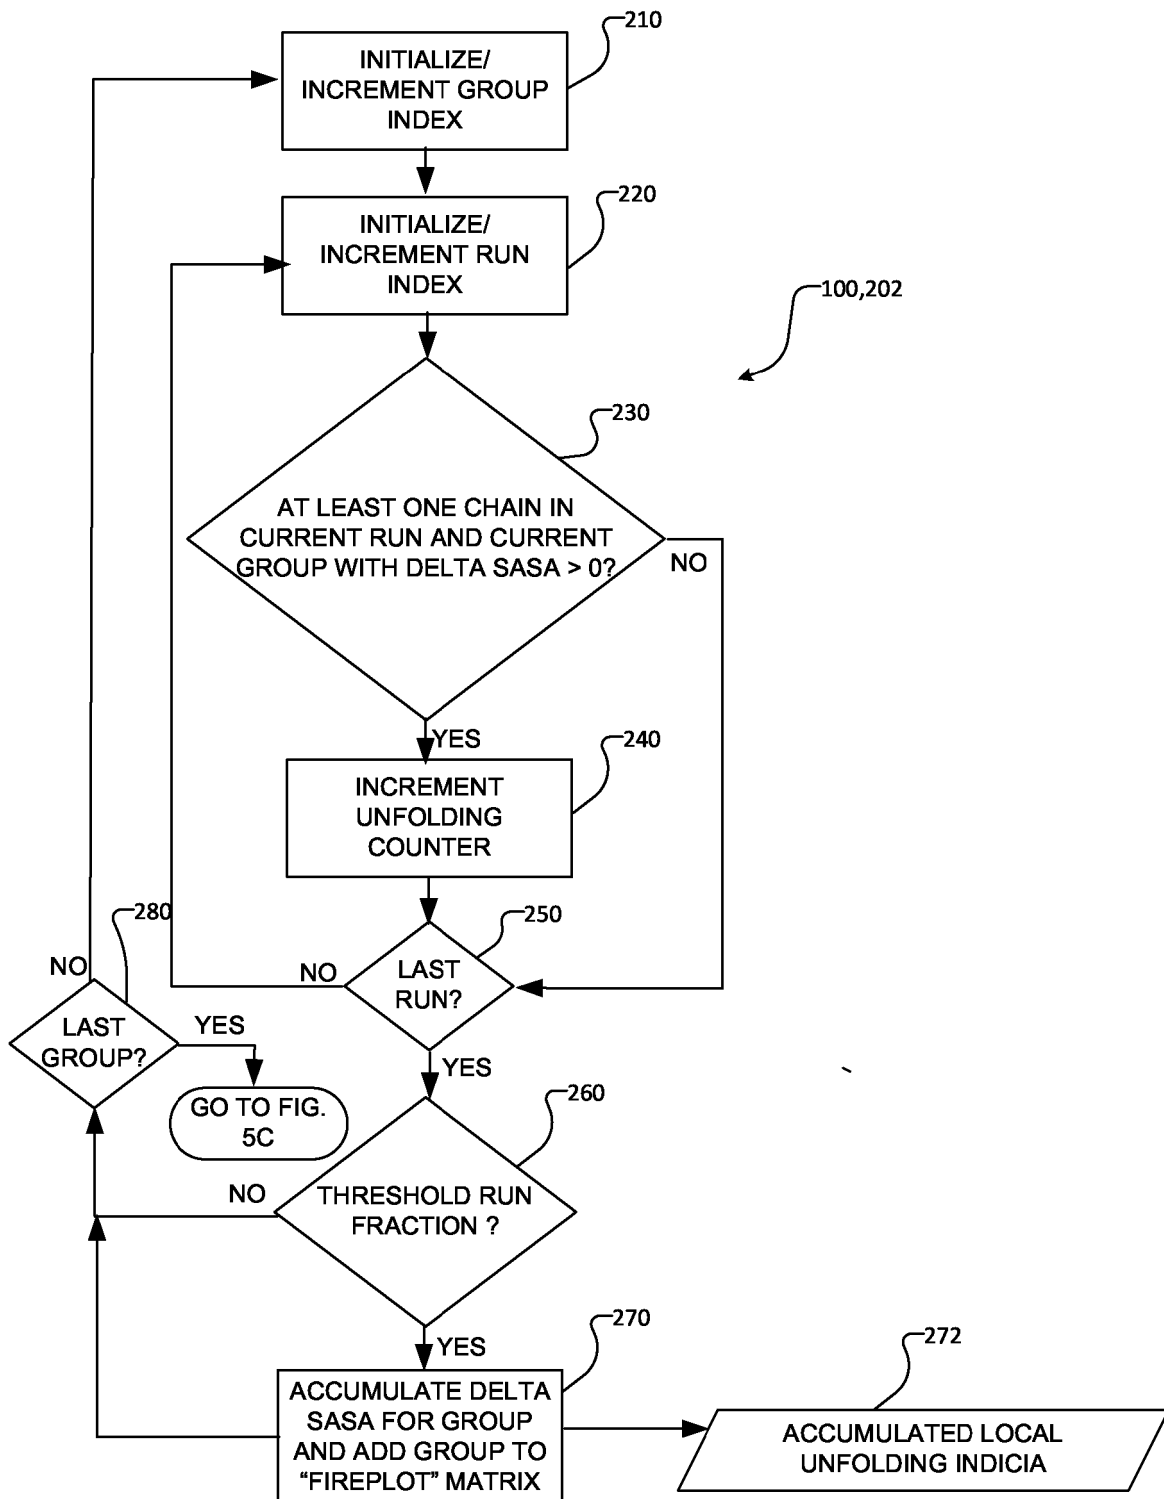 210
INITIALIZE/
INCREMENT GROUP
INDEX
220
INITIALIZE/
INCREMENT RUN
INDEX
100,202
230
AT LEAST ONE CHAIN IN
CURRENT RUN AND CURRENT
GROUP WITH DELTA SASA > 0?
NO
YES
240
INCREMENT
UNFOLDING
COUNTER
280
250
NO
NO
LAST
RUN?
LAST
GROUP?
YES
YES
GO TO FIG.
5C
260
NO
THRESHOLD RUN
FRACTION ?
YES
270
272
ACCUMULATE DELTA
SASA FOR GROUP
AND ADD GROUP TO
“FIREPLOT” MATRIX
ACCUMULATED LOCAL
UNFOLDING INDICIA